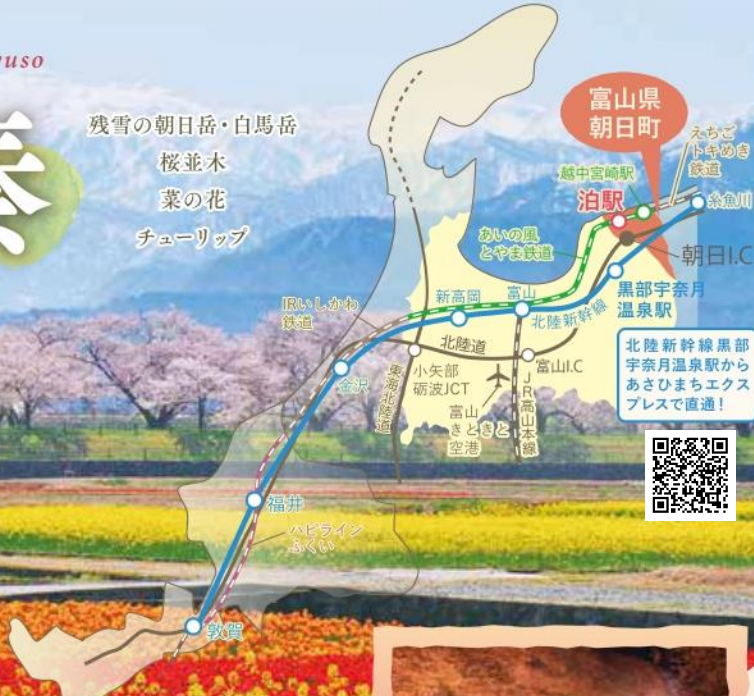 uso
奏
残雪の朝日岳・白馬岳
桜並木
菜の花
チューリップ
富山県
朝日町
えちご
トキめき
鉄道
越中宮崎駅
泊駅
糸魚川
あいの風
とやま鉄道
朝日I.C
黒部宇奈月
温泉駅
新高岡
富山
北陸新幹線
IRいしかわ
鉄道
北陸道
金沢
東海北陸道
小矢部
砺波JCT
富山I.C
富山
きときと
空港
JR高山本線
北陸新幹線黒部
宇奈月温泉駅から
あさひまちエクス
プレスで直通!
福井
ハピライン
ふくい
敦賀